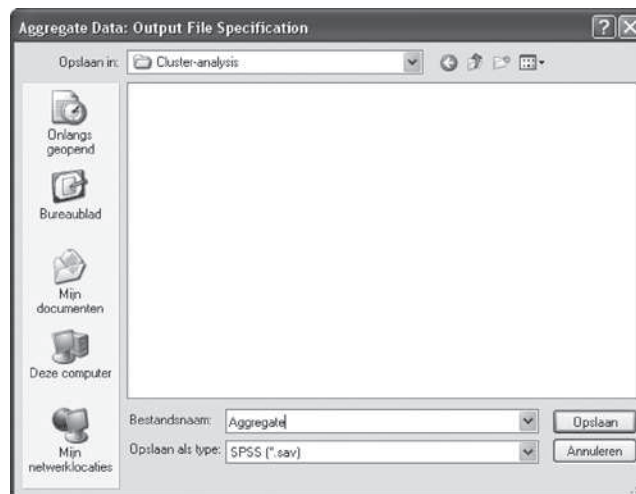 Aggregate Data: Output File Specification
Opslaan in:
Cluster-analysis
Onlangs
geopend
Bureaublad
Mijn
documenten
Deze computer
Mijn
netwerklocaties
Bestandsnaam:
Aggregate
Opslaan
Opslaan als type:
SPSS (*.sav)
Annuleren